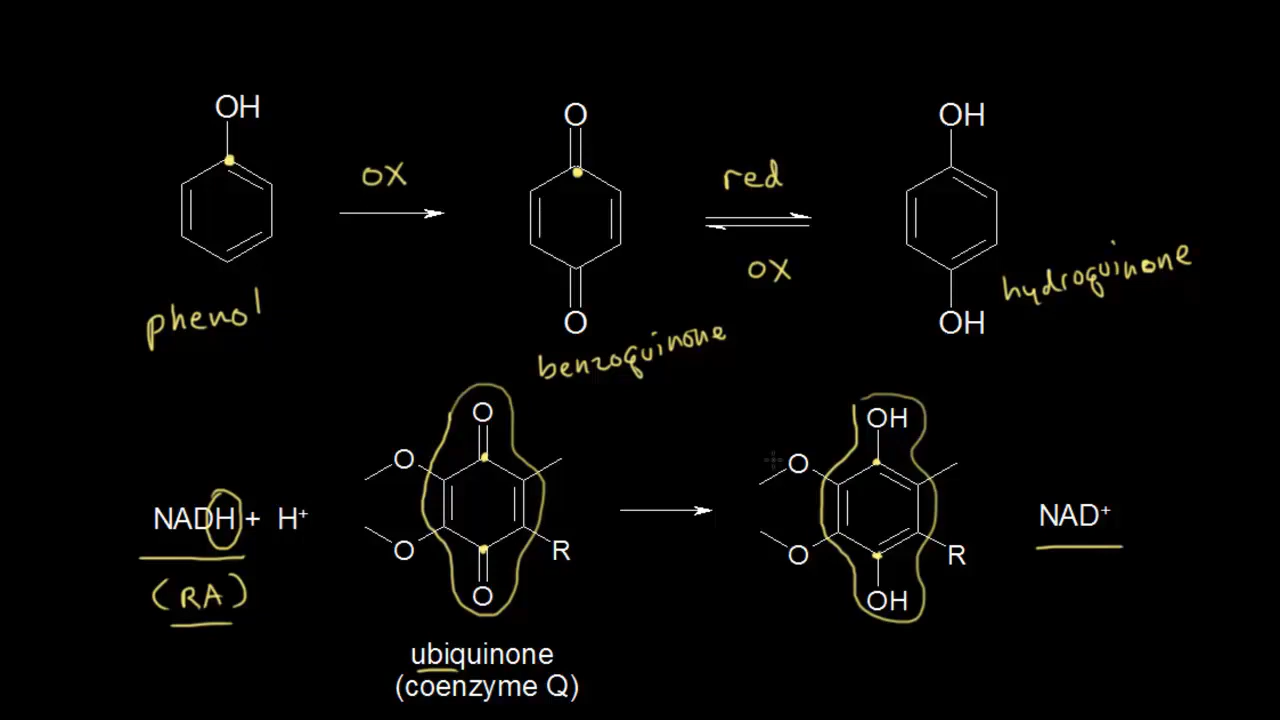 OH
OX
phenol
O
O
benzoquinone
red
OX
OH
OH
hydroquinone
NADH + H⁺
(RA)
O
O
O
O
R
ubiquinone
(coenzyme Q)
OH
O
O
R
OH
NAD⁺